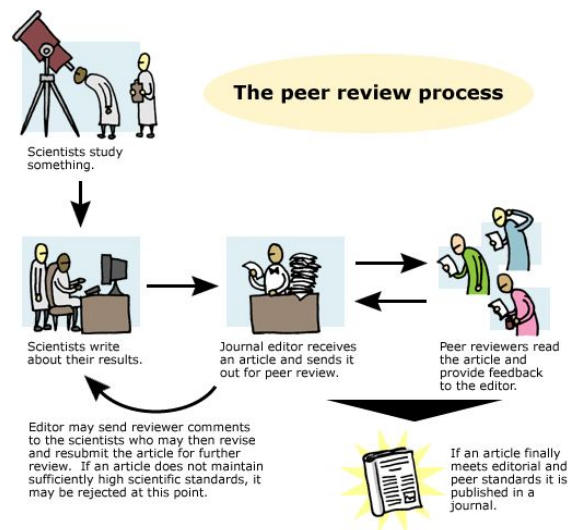 The peer review process
Scientists study
something.
Scientists write
about their results.
Journal editor receives
an article and sends it
out for peer review.
Peer reviewers read
the article and
provide feedback
to the editor.
Editor may send reviewer comments
to the scientists who may then revise
and resubmit the article for further
review.  If an article does not maintain
sufficiently high scientific standards, it
may be rejected at this point.
If an article finally
meets editorial and
peer standards it is
published in a
journal.